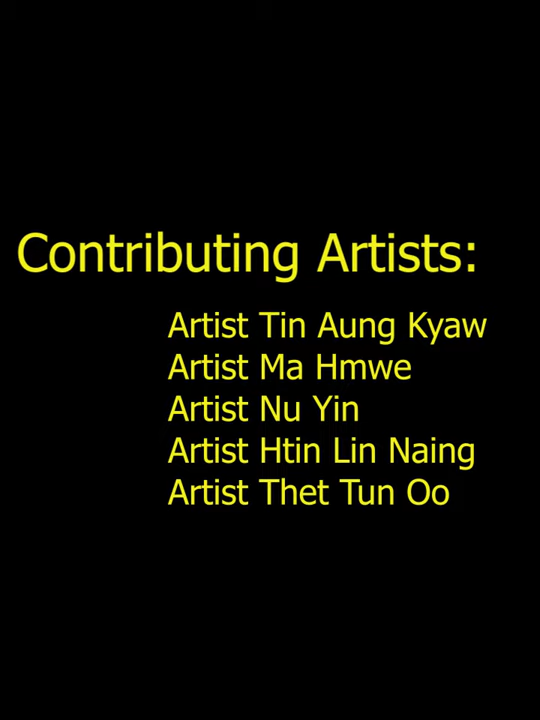 Contributing Artists:
Artist Tin Aung Kyaw
Artist Ma Hmwe
Artist Nu Yin
Artist Htin Lin Naing
Artist Thet Tun Oo